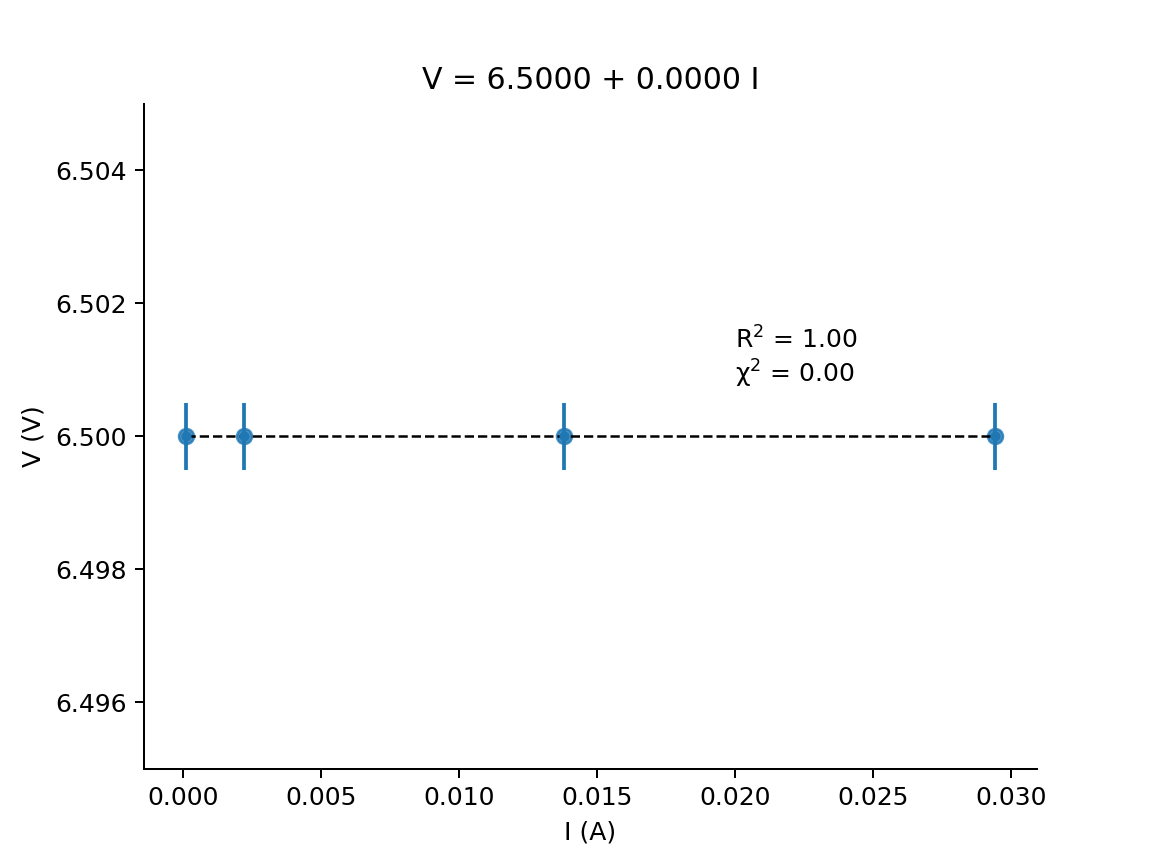 V = 6.5000 + 0.0000 I
6.504
6.502
6.500
6.498
6.496
V (V)
R² = 1.00
χ² = 0.00
0.000 0.005 0.010 0.015 0.020 0.025 0.030
I (A)